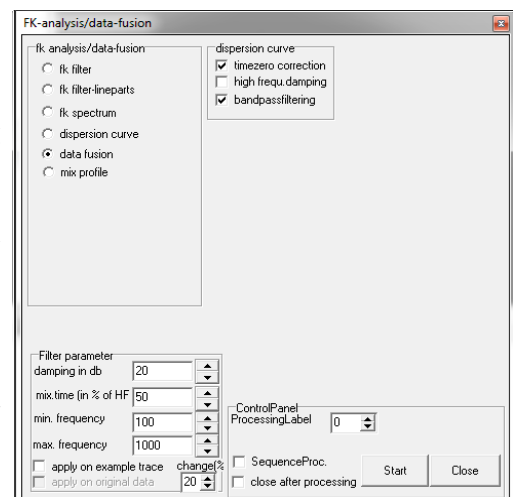 FK-analysis/data-fusion
fk analysis/data-fusion
fk filter
fk filter-lineparts
fk spectrum
dispersion curve
data fusion
mix profile
dispersion curve
timezero correction
high frequ.damping
bandpassfiltering
Filter parameter
damping in db 20
mix.time (in % of HF 50
min. frequency 100
max. frequency 1000
apply on example trace change(%
apply on original data 20
ControlPanel
ProcessingLabel 0
SequenceProc.
close after processing
Start
Close